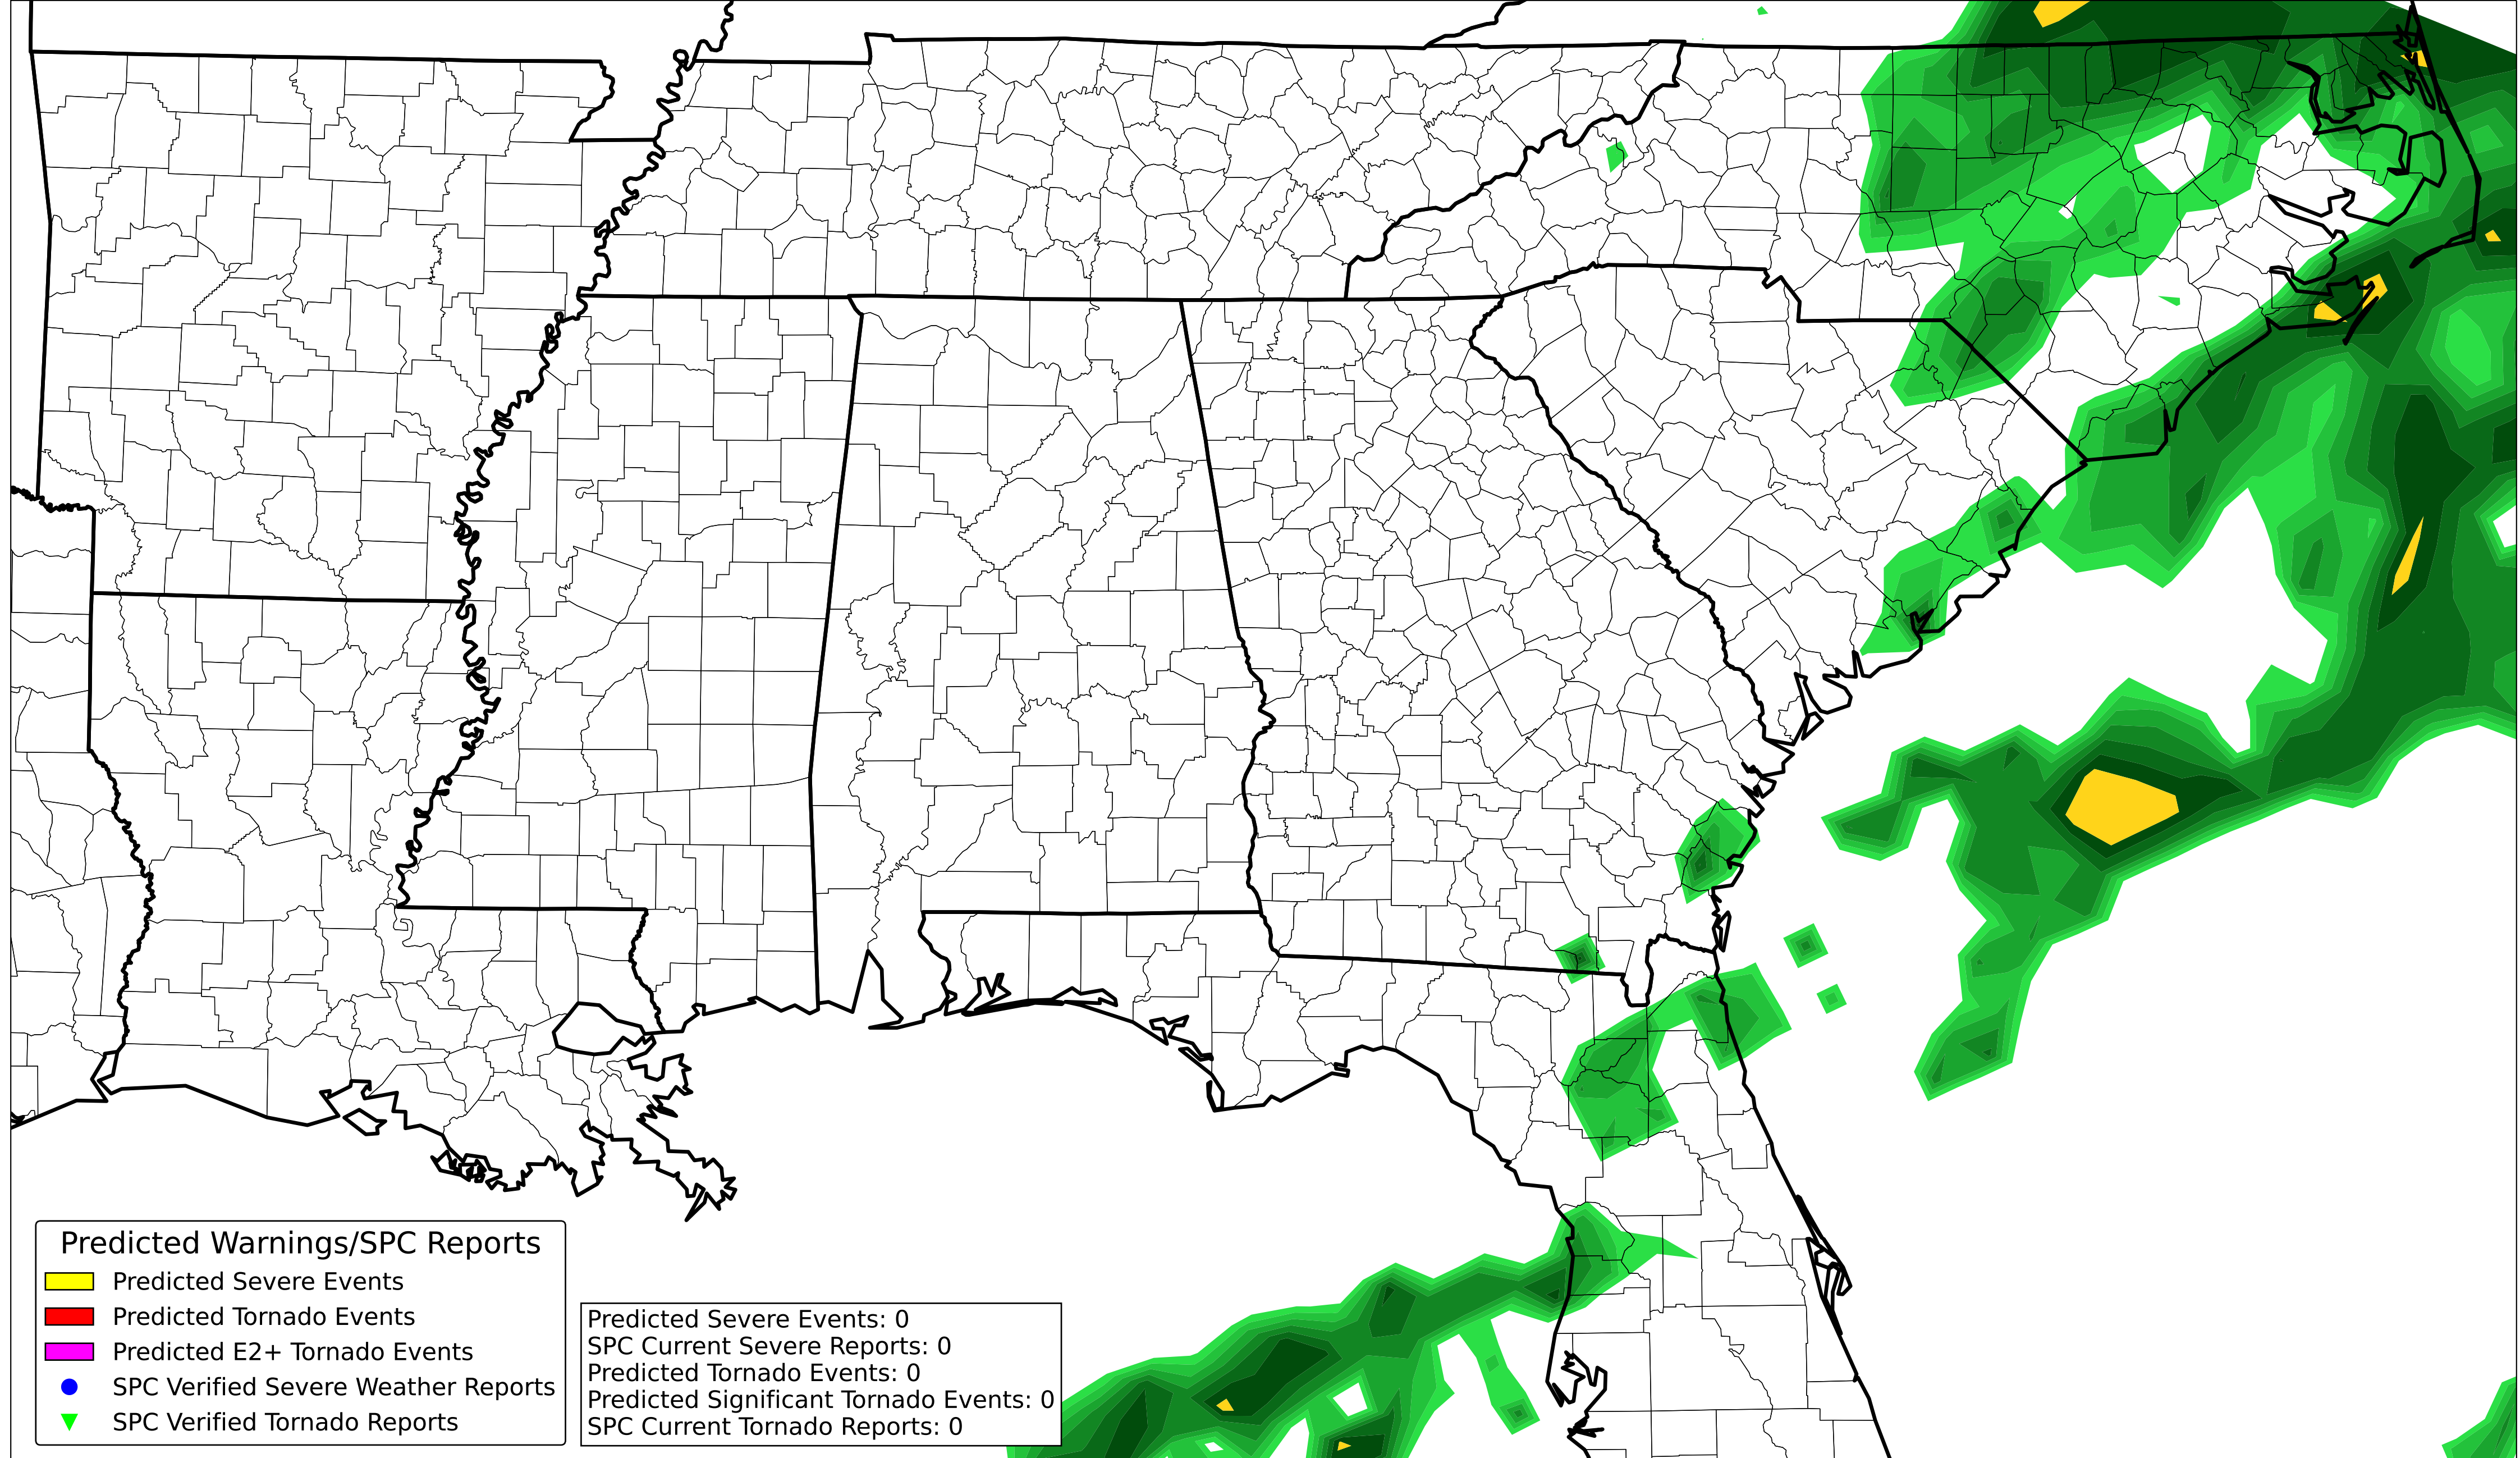 Predicted Warnings/SPC Reports
Predicted Severe Events
Predicted Tornado Events
Predicted E2+ Tornado Events
SPC Verified Severe Weather Reports
SPC Verified Tornado Reports
Predicted Severe Events: 0
SPC Current Severe Reports: 0
Predicted Tornado Events: 0
Predicted Significant Tornado Events: 0
SPC Current Tornado Reports: 0